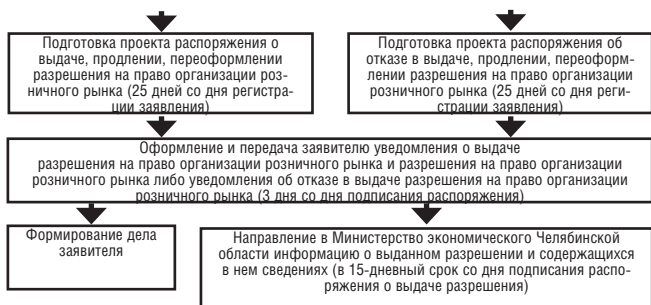 Подготовка проекта распоряжения о
выдаче, продлении, переоформлении
разрешения на право организации роз-
ничного рынка (25 дней со дня регистра-
ции заявления)
Подготовка проекта распоряжения об
отказе в выдаче, продлении, переоформ-
лении разрешения на право организации
розничного рынка (25 дней со дня реги-
страции заявления)
Оформление и передача заявителю уведомления о выдаче
разрешения на право организации розничного рынка и разрешения на право организации
розничного рынка либо уведомления об отказе в выдаче разрешения на право организации
розничного рынка (3 дня со дня подписания распоряжения)
Формирование дела
заявителя
Направление в Министерство экономического Челябинской
области информацию о выданном разрешении и содержащихся
в нем сведениях (в 15-дневный срок со дня подписания распо-
ряжения о выдаче разрешения)